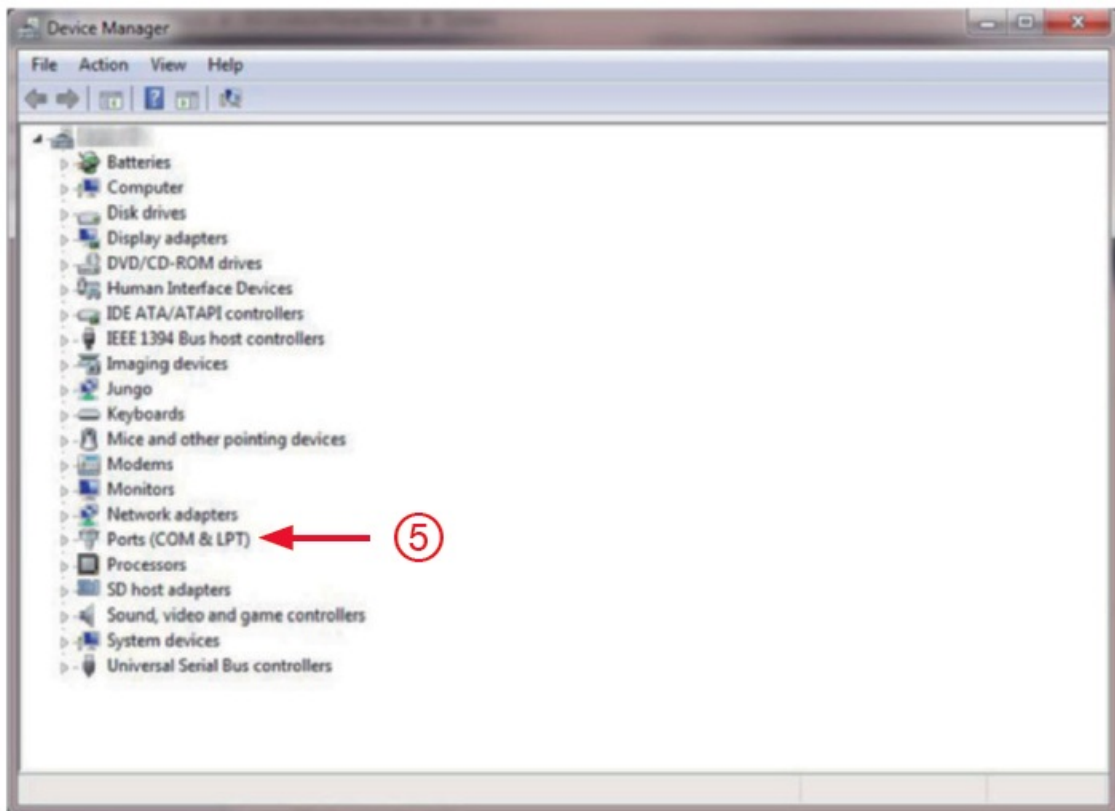 Device Manager
File Action View Help
Batteries
Computer
Disk drives
Display adapters
DVD/CD-ROM drives
Human Interface Devices
IDE ATA/ATAPI controllers
IEEE 1394 Bus host controllers
Imaging devices
Jungo
Keyboards
Mice and other pointing devices
Modems
Monitors
Network adapters
Ports (COM & LPT) 5
Processors
SD host adapters
Sound, video and game controllers
System devices
Universal Serial Bus controllers